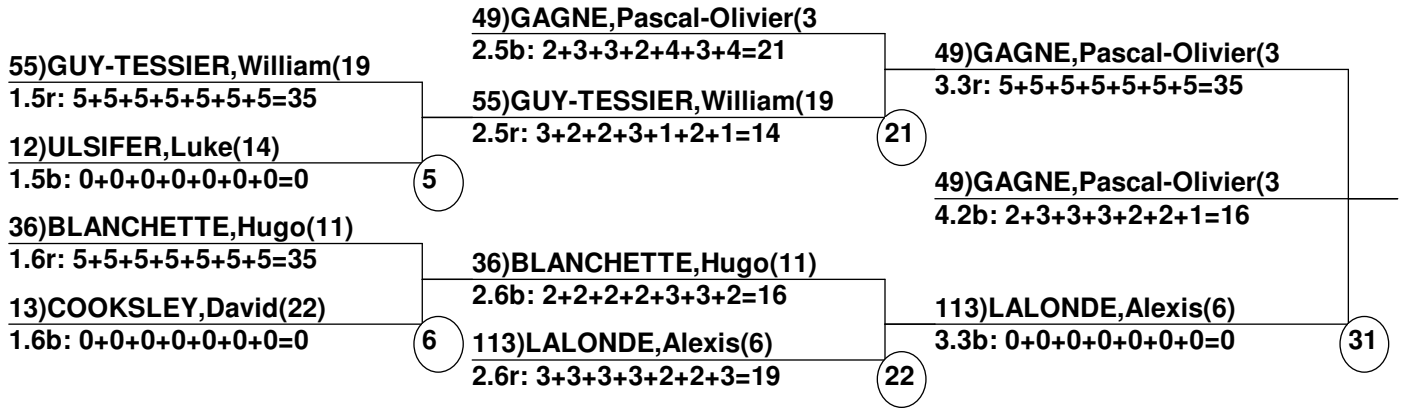 55)GUY-TESSIER,William(19
1.5r: 5+5+5+5+5+5+5=35
12)ULSIFER,Luke(14)
1.5b: 0+0+0+0+0+0+0=0
5
36)BLANCHETTE,Hugo(11)
1.6r: 5+5+5+5+5+5+5=35
13)COOKSLEY,David(22)
1.6b: 0+0+0+0+0+0+0=0
6
49)GAGNE,Pascal-Olivier(3
2.5b: 2+3+3+2+4+3+4=21
55)GUY-TESSIER,William(19
2.5r: 3+2+2+3+1+2+1=14
21
36)BLANCHETTE,Hugo(11)
2.6b: 2+2+2+2+3+3+2=16
113)LALONDE,Alexis(6)
2.6r: 3+3+3+3+2+2+3=19
22
49)GAGNE,Pascal-Olivier(3
3.3r: 5+5+5+5+5+5+5=35
49)GAGNE,Pascal-Olivier(3
4.2b: 2+3+3+3+2+2+1=16
113)LALONDE,Alexis(6)
3.3b: 0+0+0+0+0+0+0=0
31